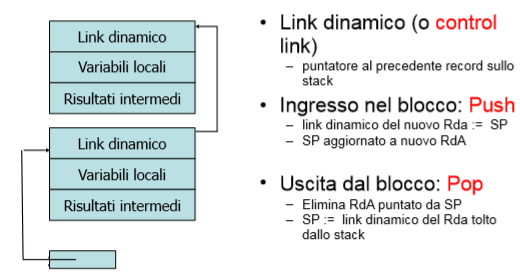 Link dinamico
Variabili locali
Risultati intermedi
Link dinamico
Variabili locali
Risultati intermedi
• Link dinamico (o control
link)
– puntatore al precedente record sullo
stack
• Ingresso nel blocco: Push
– link dinamico del nuovo Rda := SP
– SP aggiornato a nuovo RdA
• Uscita dal blocco: Pop
– Elimina RdA puntato da SP
– SP := link dinamico del Rda tolto
dallo stack